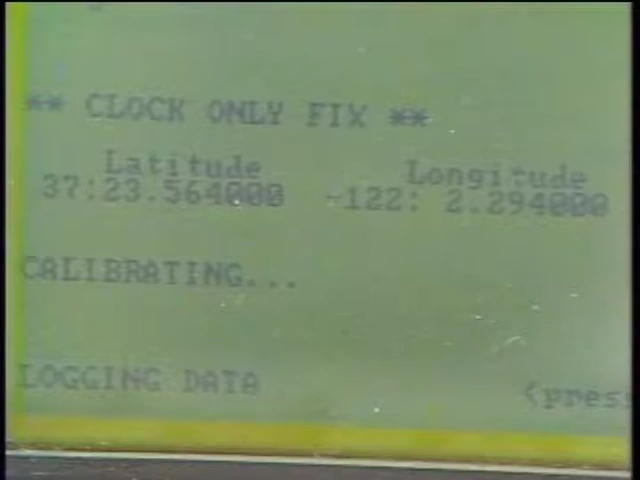 ** CLOCK ONLY FIX **
Latitude Longitude
37:23.564000 -122: 2.294000
CALIBRATING...
LOGGING DATA <press